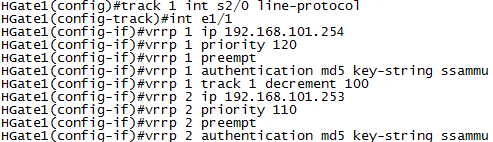 HGate1(config)#track 1 int s2/0 line-protocol
HGate1(config-track)#int e1/1
HGate1(config-if)#vrrp 1 ip 192.168.101.254
HGate1(config-if)#vrrp 1 priority 120
HGate1(config-if)#vrrp 1 preempt
HGate1(config-if)#vrrp 1 authentication md5 key-string ssammu
HGate1(config-if)#vrrp 1 track 1 decrement 100
HGate1(config-if)#vrrp 2 ip 192.168.101.253
HGate1(config-if)#vrrp 2 priority 110
HGate1(config-if)#vrrp 2 preempt
HGate1(config-if)#vrrp 2 authentication md5 key-string ssammu